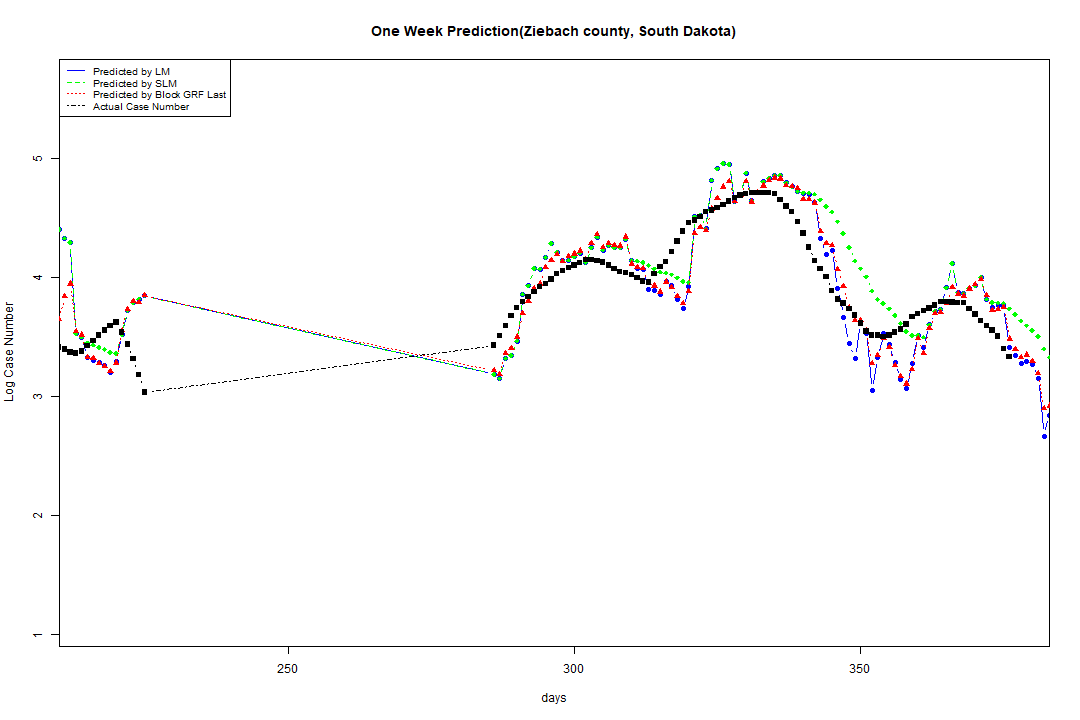 One Week Prediction(Ziebach county, South Dakota)
Predicted by LM
Predicted by SLM
Predicted by Block GRF Last
Actual Case Number
5
4
3
2
1
Log Case Number
250 300 350
days